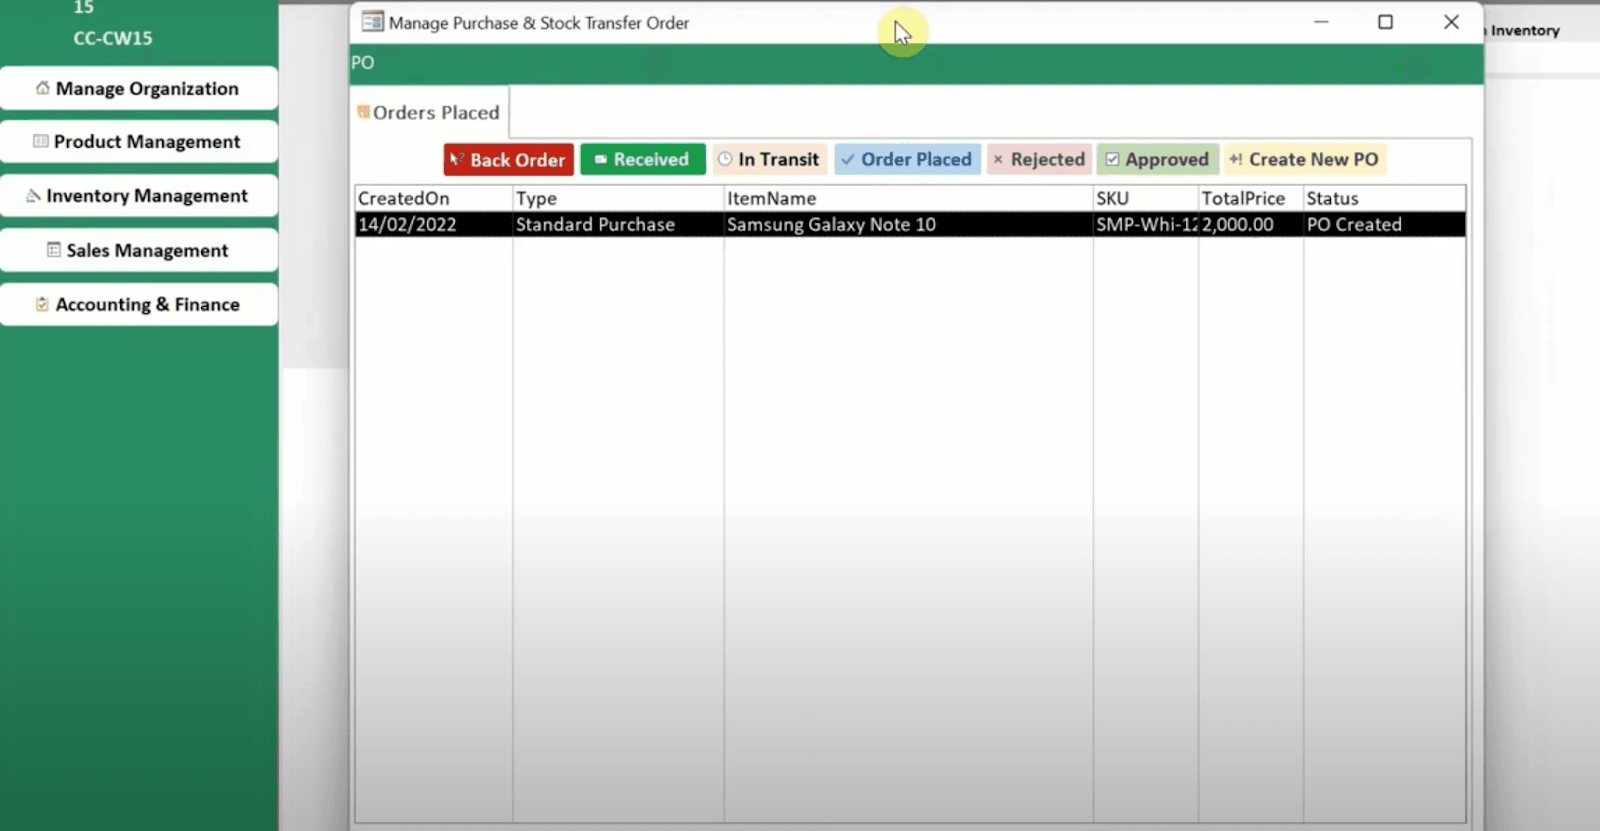 15
CC-CW15
Manage Organization
Product Management
Inventory Management
Sales Management
Accounting & Finance
Manage Purchase & Stock Transfer Order
PO
Orders Placed
Back Order Received In Transit Order Placed Rejected Approved Create New PO
CreatedOn Type ItemName SKU TotalPrice Status
14/02/2022 Standard Purchase Samsung Galaxy Note 10 SMP-Whi-12 2,000.00 PO Created
Inventory